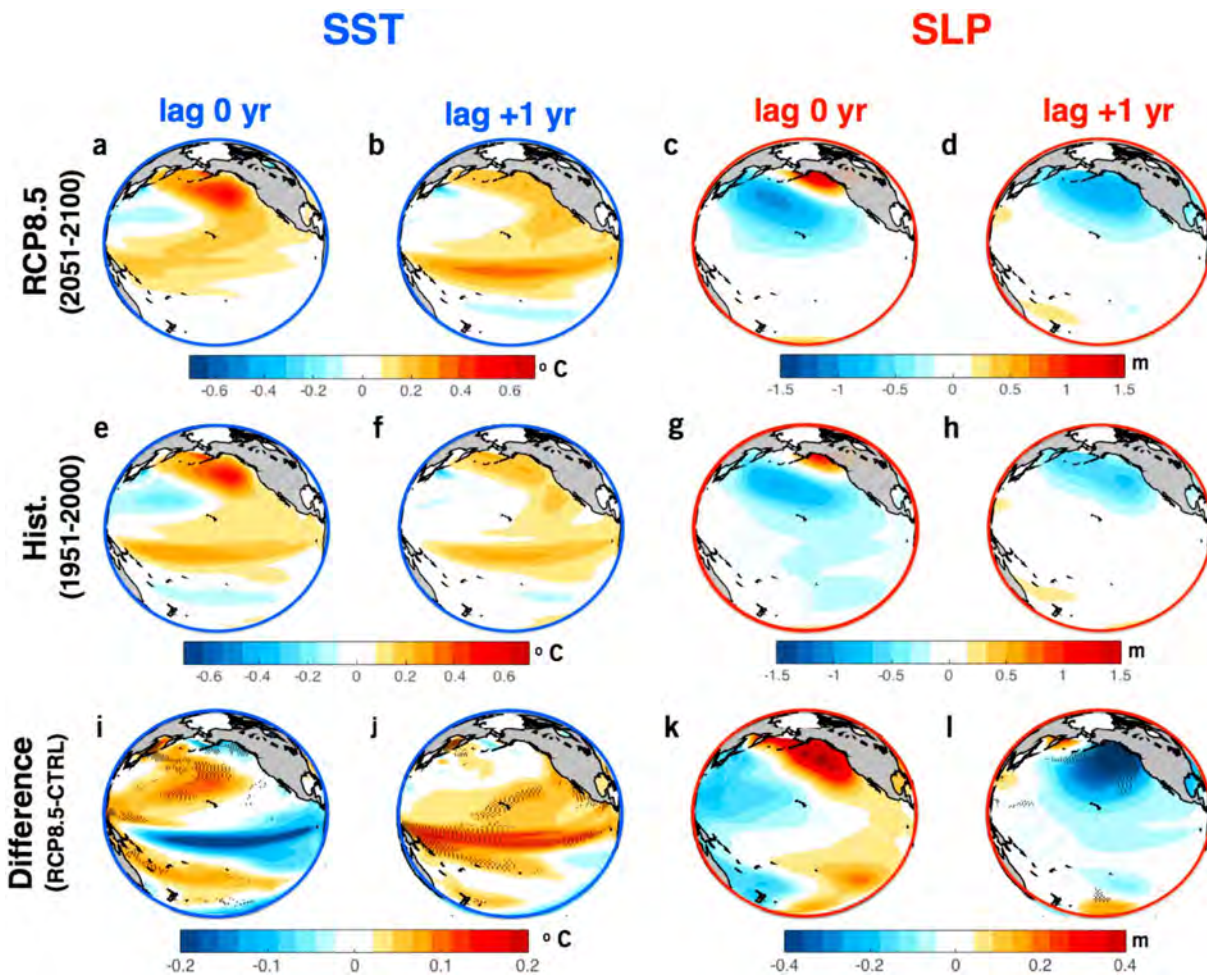 SST SLP
lag 0 yr lag +1 yr lag 0 yr lag +1 yr
a b c d
RCP8.5
(2051-2100)
-0.6 -0.4 -0.2 0 0.2 0.4 0.6 o C
-1.5 -1 -0.5 0 0.5 1 1.5 m
e f g h
Hist.
(1951-2000)
-0.6 -0.4 -0.2 0 0.2 0.4 0.6 o C
-1.5 -1 -0.5 0 0.5 1 1.5 m
i j k l
Difference
(RCP8.5-CTRL)
-0.2 -0.1 0 0.1 0.2 o C
-0.4 -0.2 0 0.2 0.4 m